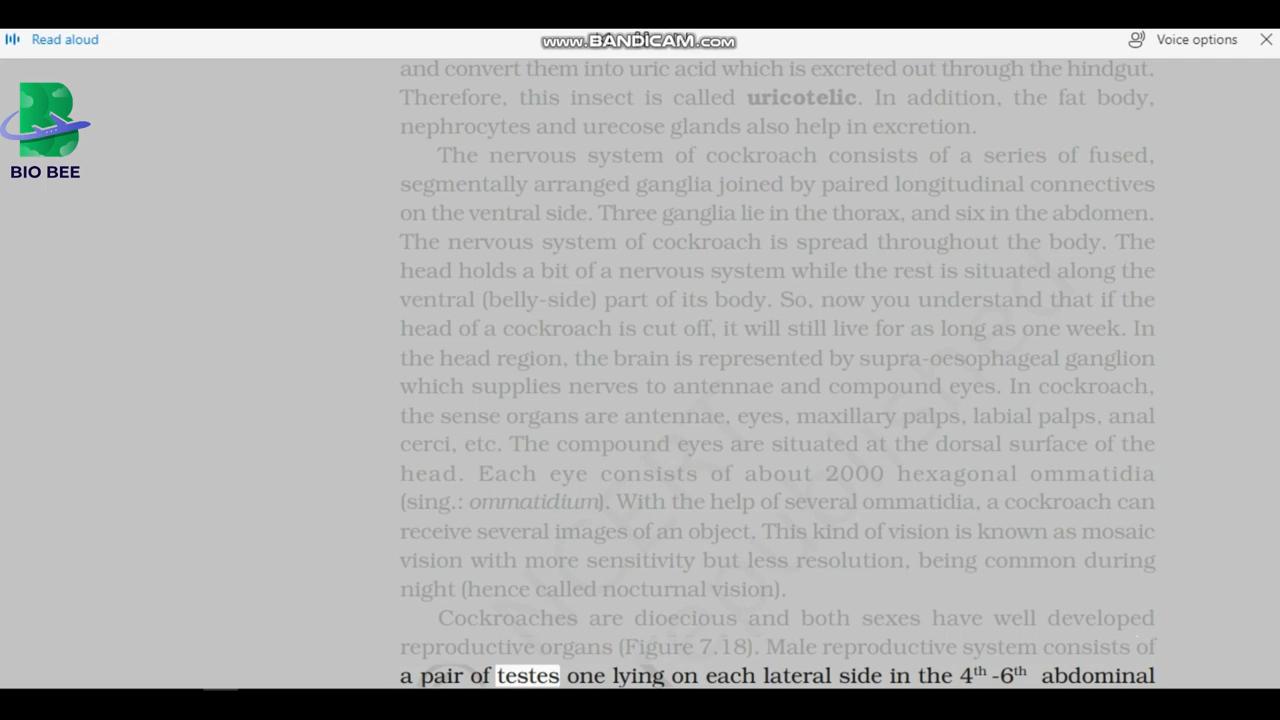 Read aloud
www.BANDICAM.com
Voice options
BIO BEE
and convert them into uric acid which is excreted out through the hindgut.
Therefore, this insect is called uricotelic. In addition, the fat body,
nephrocytes and urecose glands also help in excretion.
The nervous system of cockroach consists of a series of fused,
segmentally arranged ganglia joined by paired longitudinal connectives
on the ventral side. Three ganglia lie in the thorax, and six in the abdomen.
The nervous system of cockroach is spread throughout the body. The
head holds a bit of a nervous system while the rest is situated along the
ventral (belly-side) part of its body. So, now you understand that if the
head of a cockroach is cut off, it will still live for as long as one week. In
the head region, the brain is represented by supra-oesophageal ganglion
which supplies nerves to antennae and compound eyes. In cockroach,
the sense organs are antennae, eyes, maxillary palps, labial palps, anal
cerci, etc. The compound eyes are situated at the dorsal surface of the
head. Each eye consists of about 2000 hexagonal ommatidia
(sing.: ommatidium). With the help of several ommatidia, a cockroach can
receive several images of an object. This kind of vision is known as mosaic
vision with more sensitivity but less resolution, being common during
night (hence called nocturnal vision).
Cockroaches are dioecious and both sexes have well developed
reproductive organs (Figure 7.18). Male reproductive system consists of
a pair of testes one lying on each lateral side in the 4th -6th abdominal